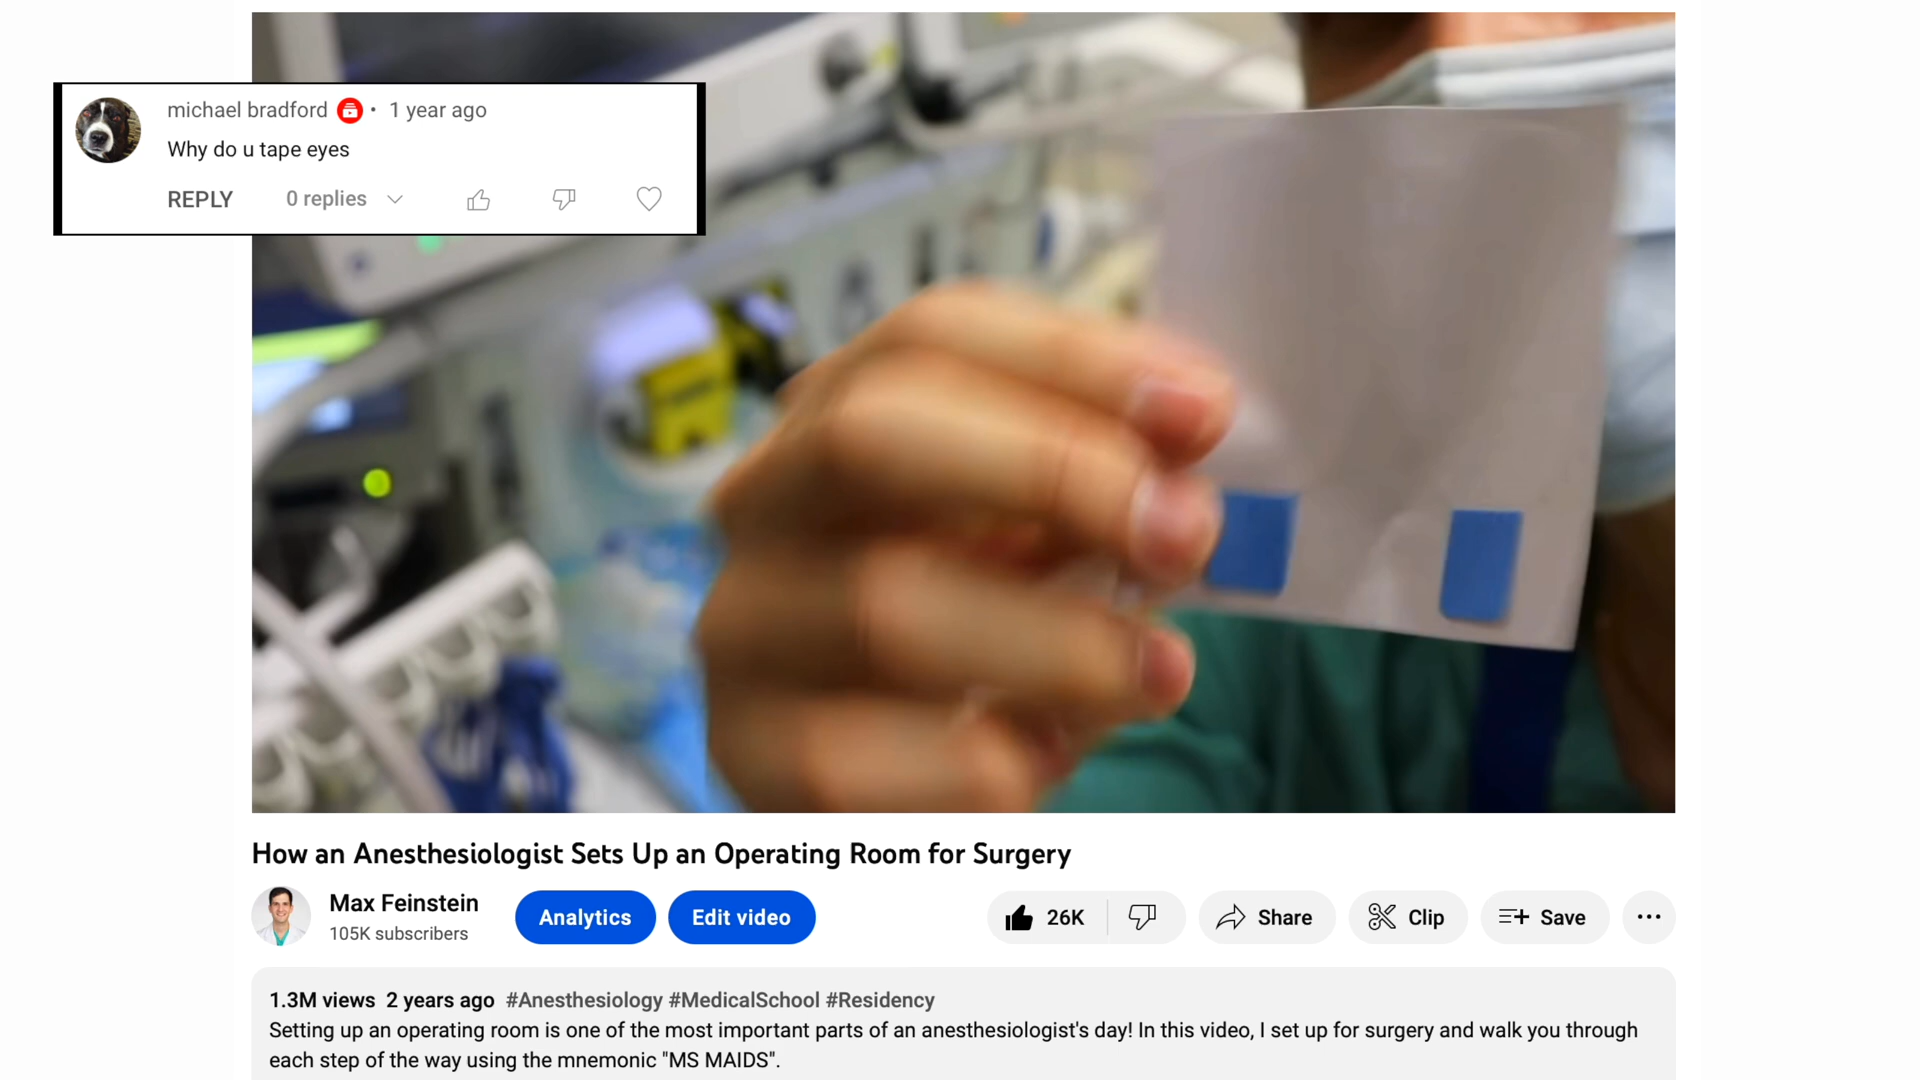 michael bradford • 1 year ago
Why do u tape eyes
REPLY 0 replies
How an Anesthesiologist Sets Up an Operating Room for Surgery
Max Feinstein
105K subscribers
Analytics
Edit video
26K
Share
Clip
Save
1.3M views 2 years ago #Anesthesiology #MedicalSchool #Residency
Setting up an operating room is one of the most important parts of an anesthesiologist's day! In this video, I set up for surgery and walk you through
each step of the way using the mnemonic "MS MAIDS".